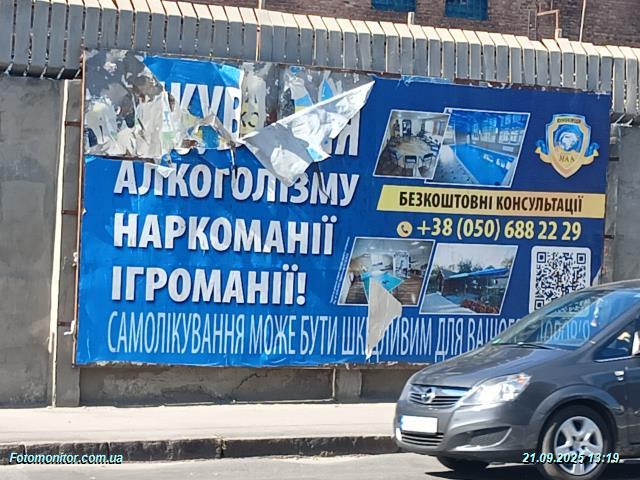 АЛКОГОЛІЗМУ
НАРКОМАНІЇ
ІГРОМАНІЇ!
САМОЛІКУВАННЯ МОЖЕ БУТИ ДЛЯ
БЕЗКОШТОВНІ КОНСУЛЬТАЦІЇ
+38 (050) 688 22 29
Fotomonitor.com.ua
21.09.2025 13:19